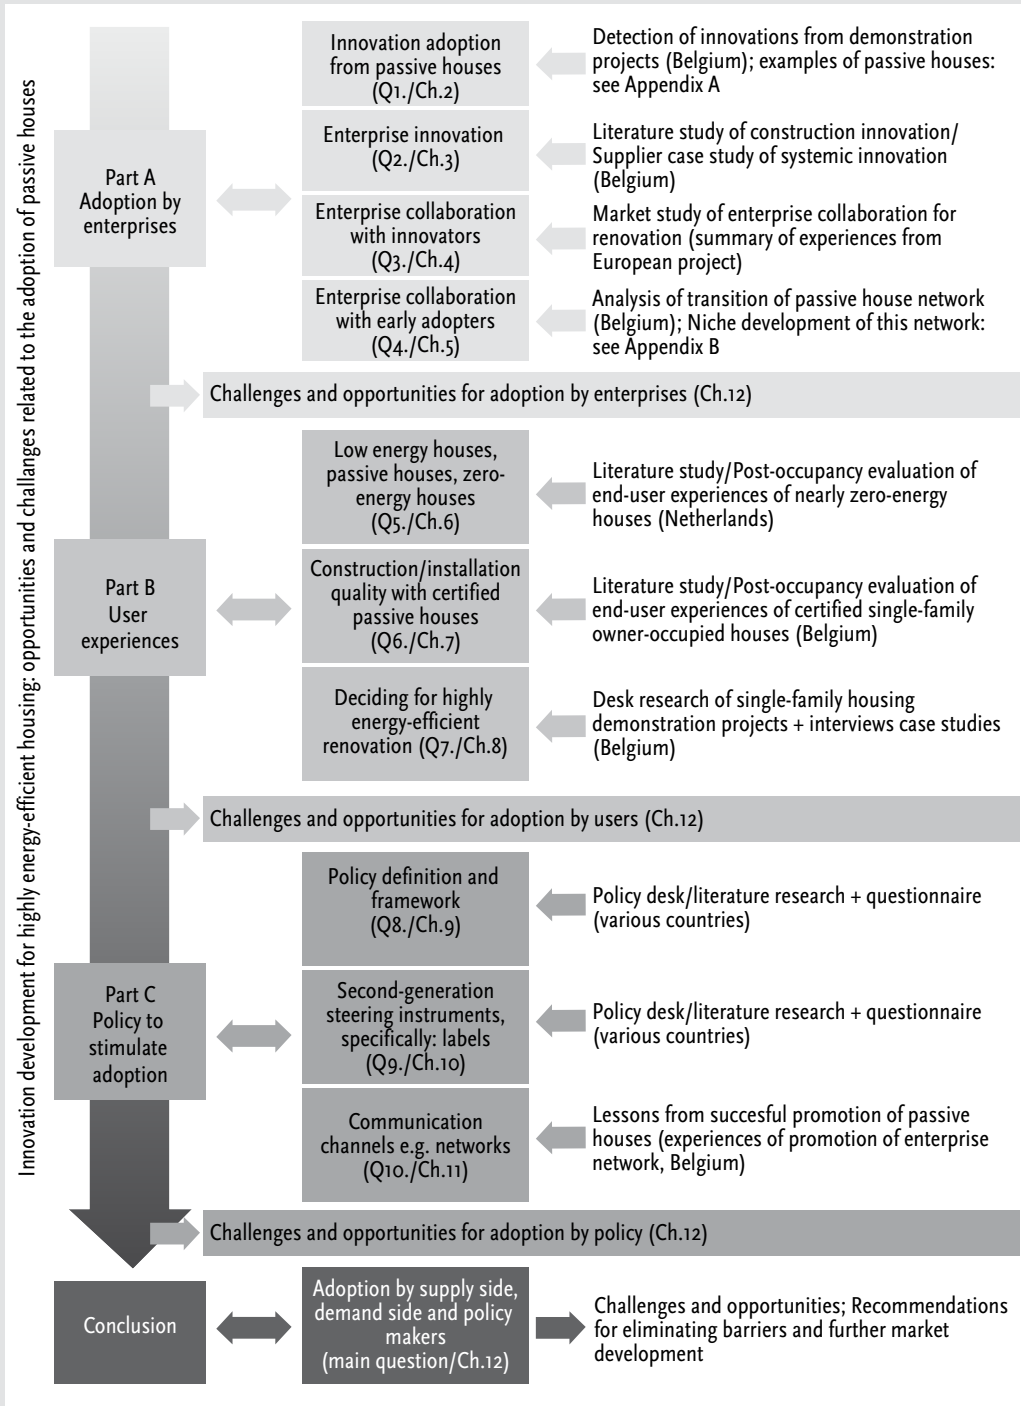 Innovation development for highly energy-efficient housing: opportunities and challanges related to the adoption of passive houses
Part A
Adoption by
enterprises
Innovation adoption
from passive houses
(Q1./Ch.2)
Detection of innovations from demonstration
projects (Belgium); examples of passive houses:
see Appendix A
Enterprise innovation
(Q2./Ch.3)
Literature study of construction innovation/
Supplier case study of systemic innovation
(Belgium)
Enterprise collaboration
with innovators
(Q3./Ch.4)
Market study of enterprise collaboration for
renovation (summary of experiences from
European project)
Enterprise collaboration
with early adopters
(Q4./Ch.5)
Analysis of transition of passive house network
(Belgium); Niche development of this network:
see Appendix B
Challenges and opportunities for adoption by enterprises (Ch.12)
Part B
User
experiences
Low energy houses,
passive houses, zero-
energy houses
(Q5./Ch.6)
Literature study/Post-occupancy evaluation of
end-user experiences of nearly zero-energy
houses (Netherlands)
Construction/installation
quality with certified
passive houses
(Q6./Ch.7)
Literature study/Post-occupancy evaluation of
end-user experiences of certified single-family
owner-occupied houses (Belgium)
Deciding for highly
energy-efficient
renovation (Q7./Ch.8)
Desk research of single-family housing
demonstration projects + interviews case studies
(Belgium)
Challenges and opportunities for adoption by users (Ch.12)
Part C
Policy to
stimulate
adoption
Policy definition and
framework
(Q8./Ch.9)
Policy desk/literature research + questionnaire
(various countries)
Second-generation
steering instruments,
specifically: labels
(Q9./Ch.10)
Policy desk/literature research + questionnaire
(various countries)
Communication
channels e.g. networks
(Q10./Ch.11)
Lessons from succesful promotion of passive
houses (experiences of promotion of enterprise
network, Belgium)
Challenges and opportunities for adoption by policy (Ch.12)
Conclusion
Adoption by supply side,
demand side and policy
makers
(main question/Ch.12)
Challenges and opportunities; Recommendations
for eliminating barriers and further market
development